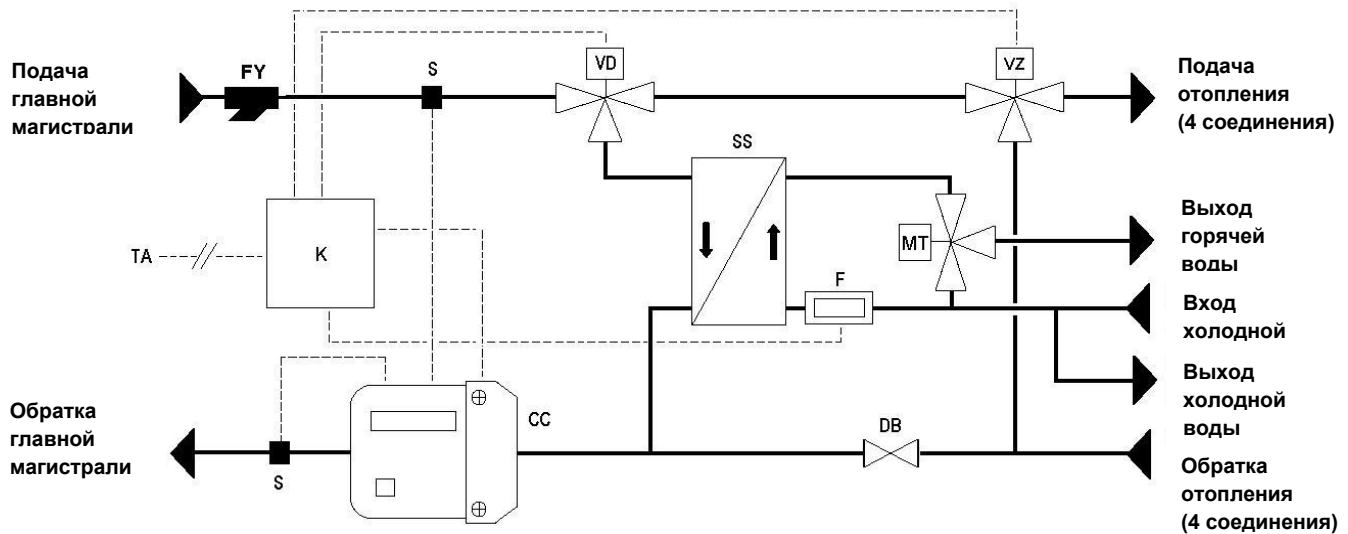 Подача
главной
магистрали
FY
S
VD
VZ
Подача
отопления
(4 соединения)
SS
TA
K
MT
Выход
горячей
воды
F
Вход
холодной
Выход
холодной
воды
Обратка
главной
магистрали
S
CC
DB
Обратка
отопления
(4 соединения)